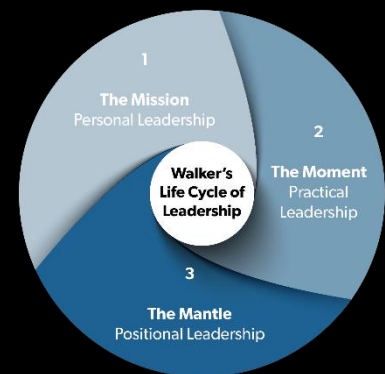 1
The Mission
Personal Leadership
2
The Moment
Practical
Leadership
Walker's
Life Cycle of
Leadership
3
The Mantle
Positional Leadership